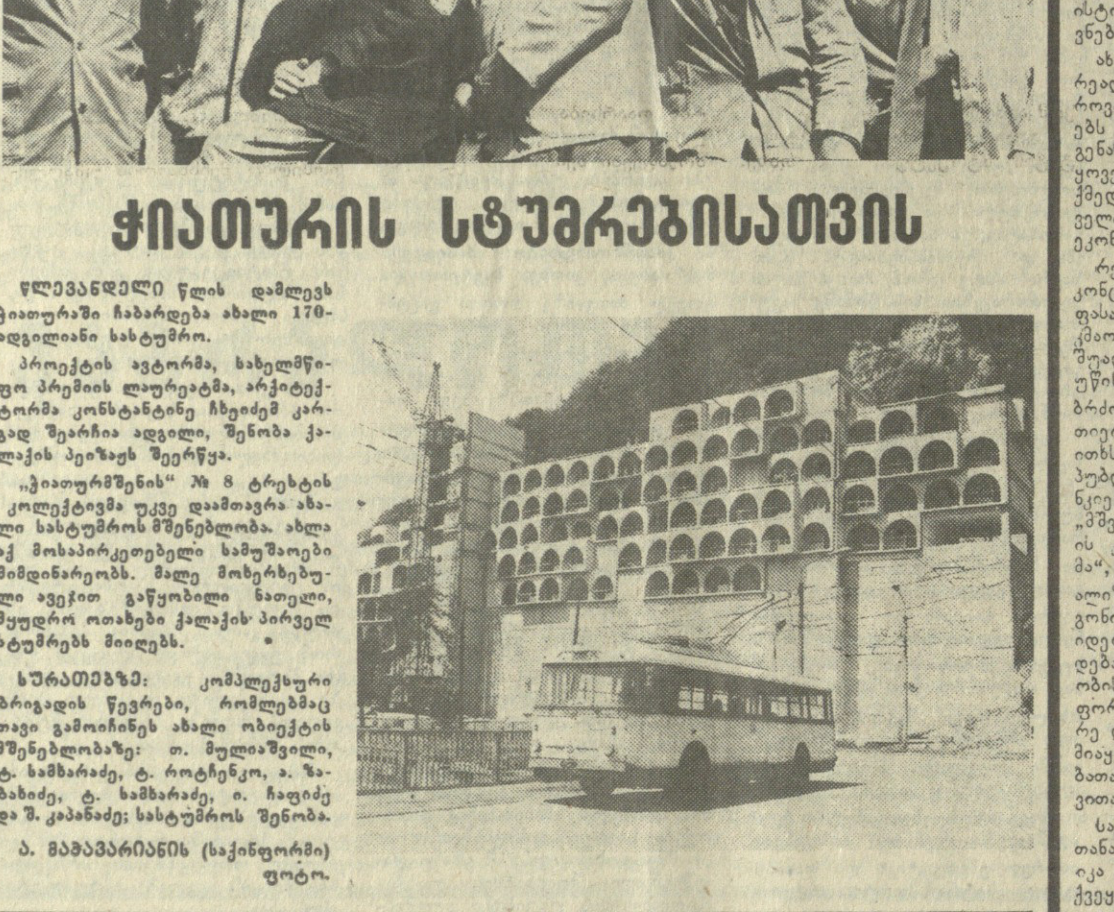 ჭიათურის სტუმრებისათვის
წლევანდელი წლის დამლევს
ჭიათურაში ჩაბარდება ახალი 170-
ადგილიანი სასტუმრო.
პროექტის ავტორმა, სახელმწი-
ფო პრემიის ლაურეატმა, არქიტექ-
ტორმა კონსტანტინე ჩხეიძემ კარ-
გად შეარჩია ადგილი, შენობა ქა-
ლაქის პეიზაჟს შეერწყა.
„ჭიათურმშენის“ № 8 ტრესტის
კოლექტივმა უკვე დაამთავრა ახა-
ლი სასტუმროს მშენებლობა. ახლა
აქ მოსაპირკეთებელი სამუშაოები
მიმდინარეობს. მალე მოხერხებუ-
ლი ავეჯით გაწყობილი ნათელი,
მყუდრო ოთახები ქალაქის პირველ
სტუმრებს მიიღებს.
სურათებზე: კომპლექსური
ბრიგადის წევრები, რომლებმაც
თავი გამოიჩინეს ახალი ობიექტის
მშენებლობაზე: თ. მულიაშვილი,
ტ. სამხარაძე, ტ. როტჩენკო, ა. ზა-
ბახიძე, ტ. სამხარაძე, ი. ჩაფიძე
და შ. კაპანაძე; სასტუმროს შენობა.
ა. მამავარიანის (საქინფორმი)
ფოტო.